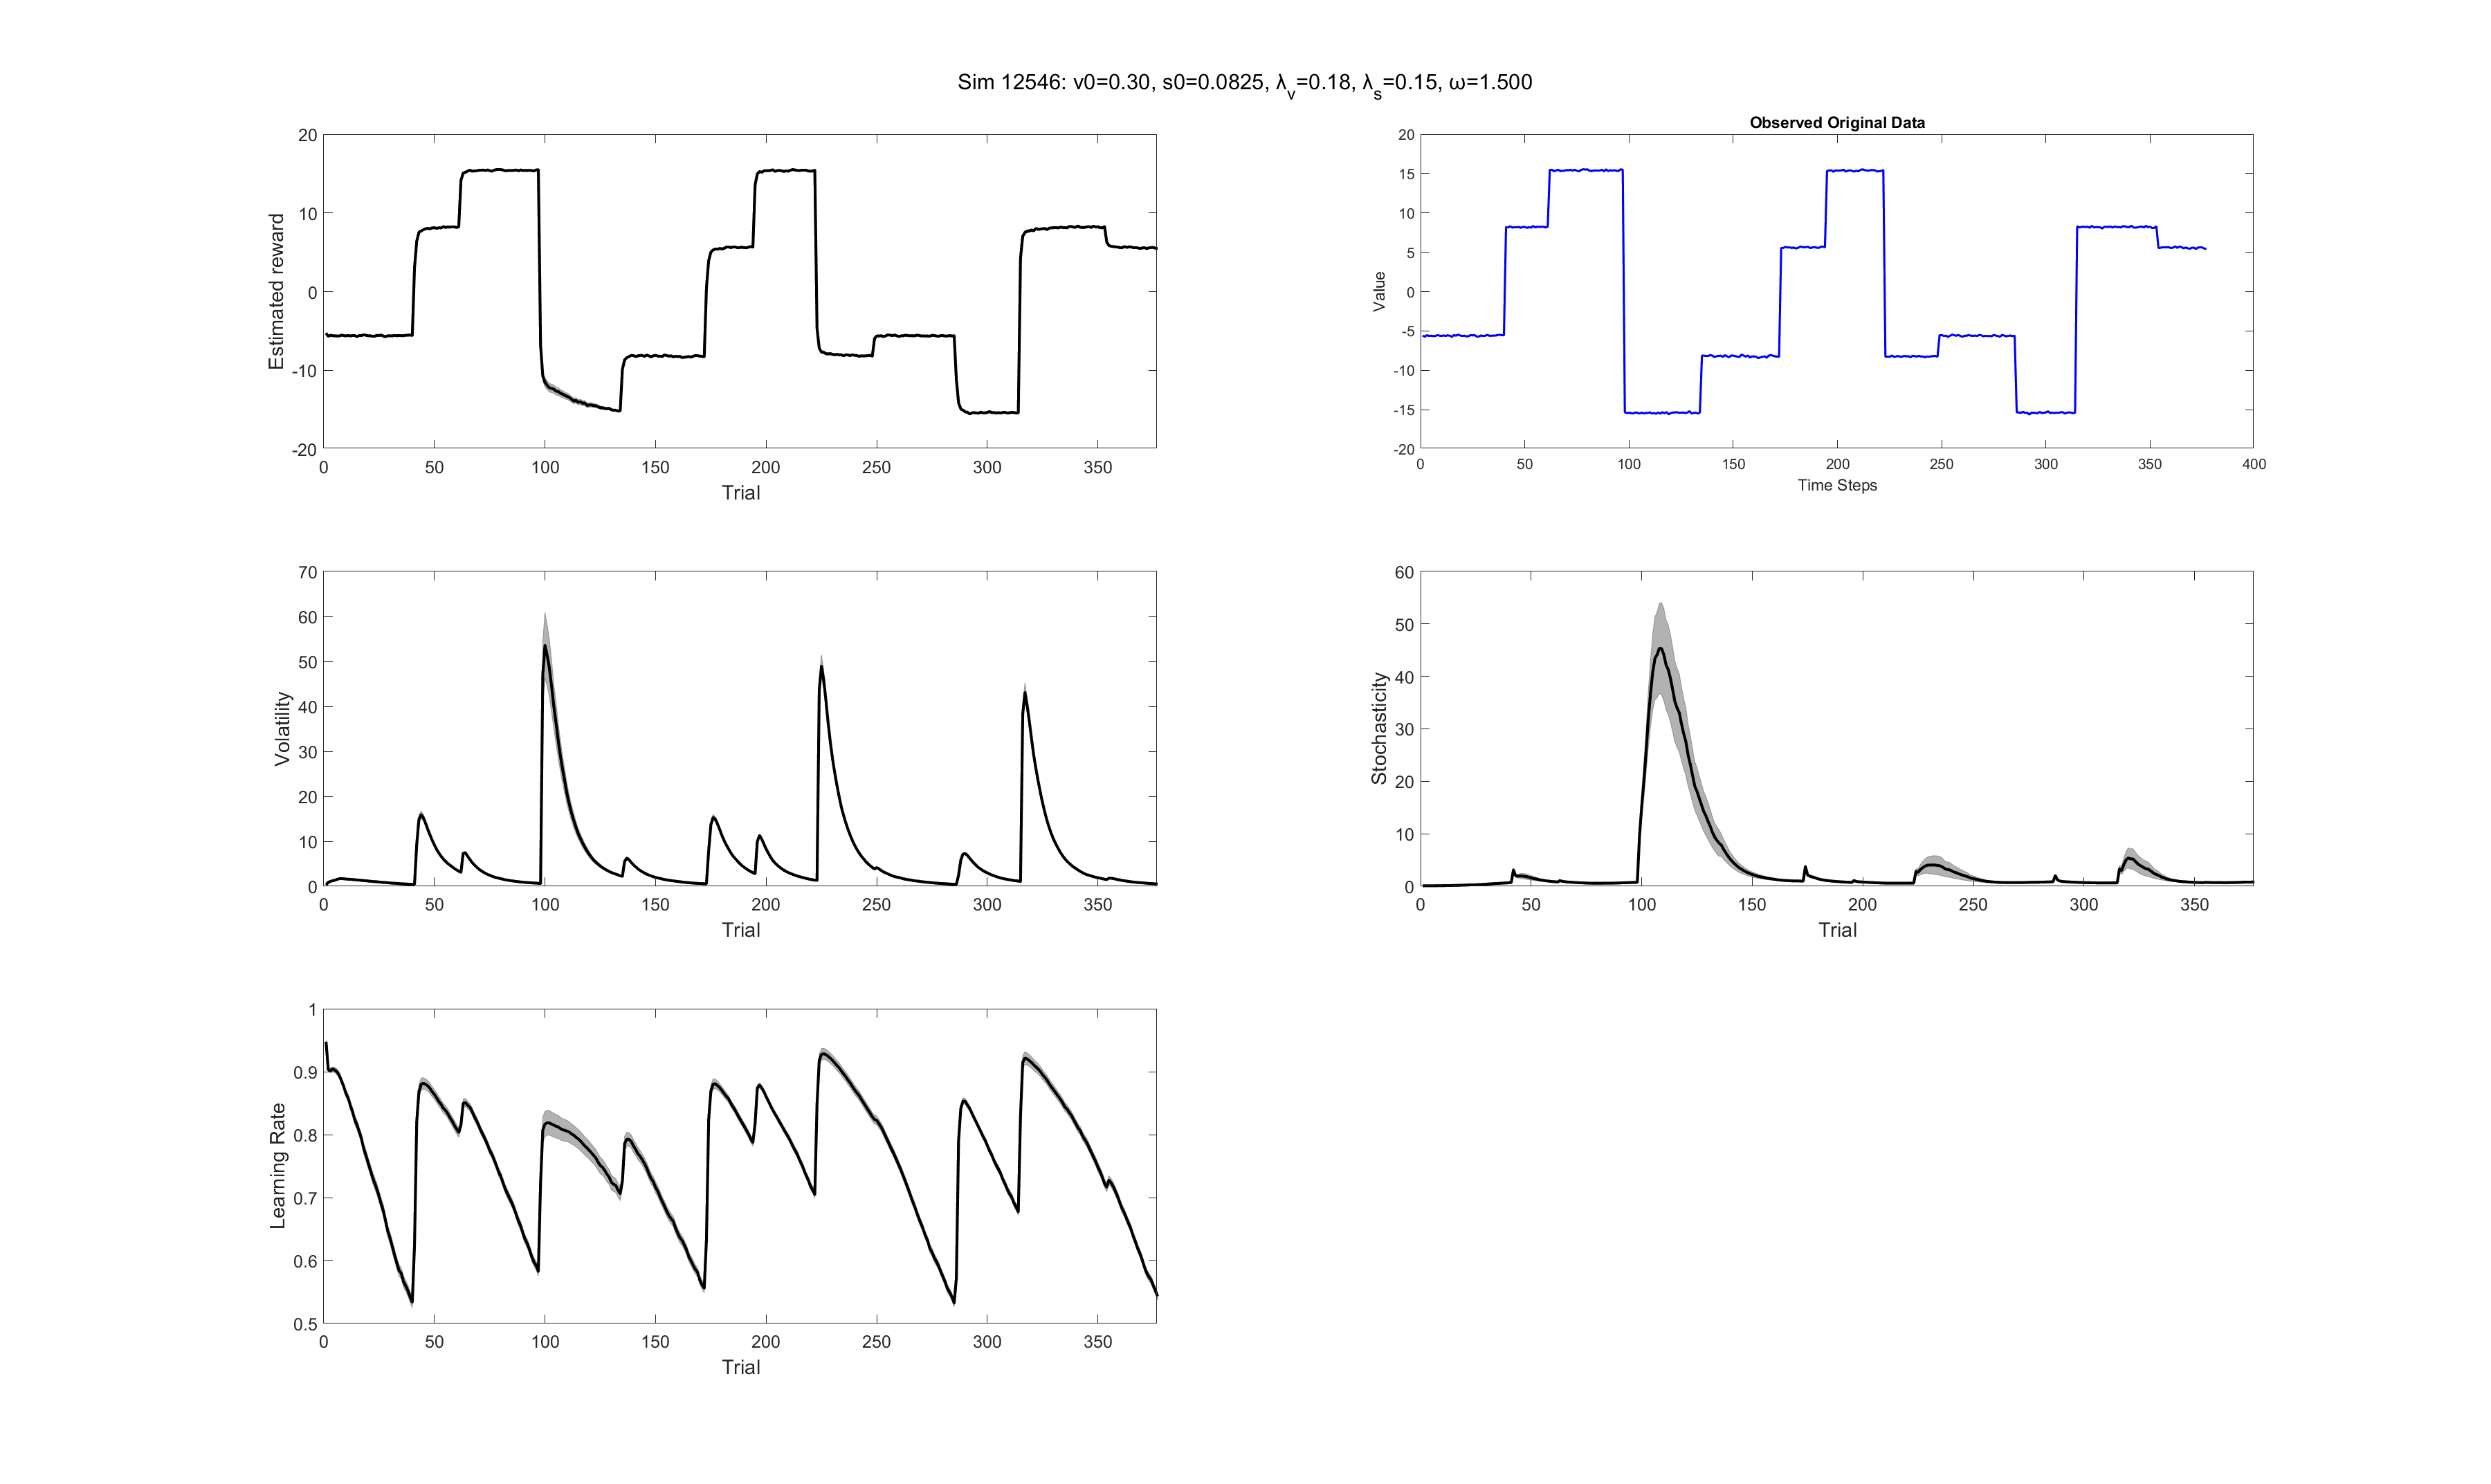 Sim 12546: v0=0.30, s0=0.0825, λv=0.18, λs=0.15, ω=1.500
Estimated reward
20
10
0
-10
-20
0 50 100 150 200 250 300 350
Trial
Observed Original Data
Value
20
15
10
5
0
-5
-10
-15
-20
0 50 100 150 200 250 300 350 400
Time Steps
Volatility
70
60
50
40
30
20
10
0
0 50 100 150 200 250 300 350
Trial
Stochasticity
60
50
40
30
20
10
0
0 50 100 150 200 250 300 350
Trial
Learning Rate
1
0.9
0.8
0.7
0.6
0.5
0 50 100 150 200 250 300 350
Trial